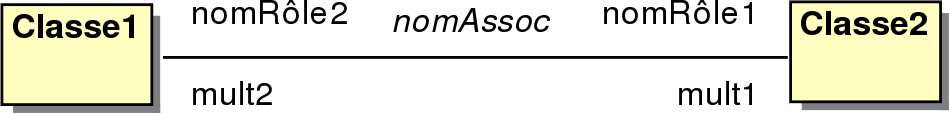 Classe1
nomRôle2
nomAssoc
nomRôle1
Classe2
mult2
mult1